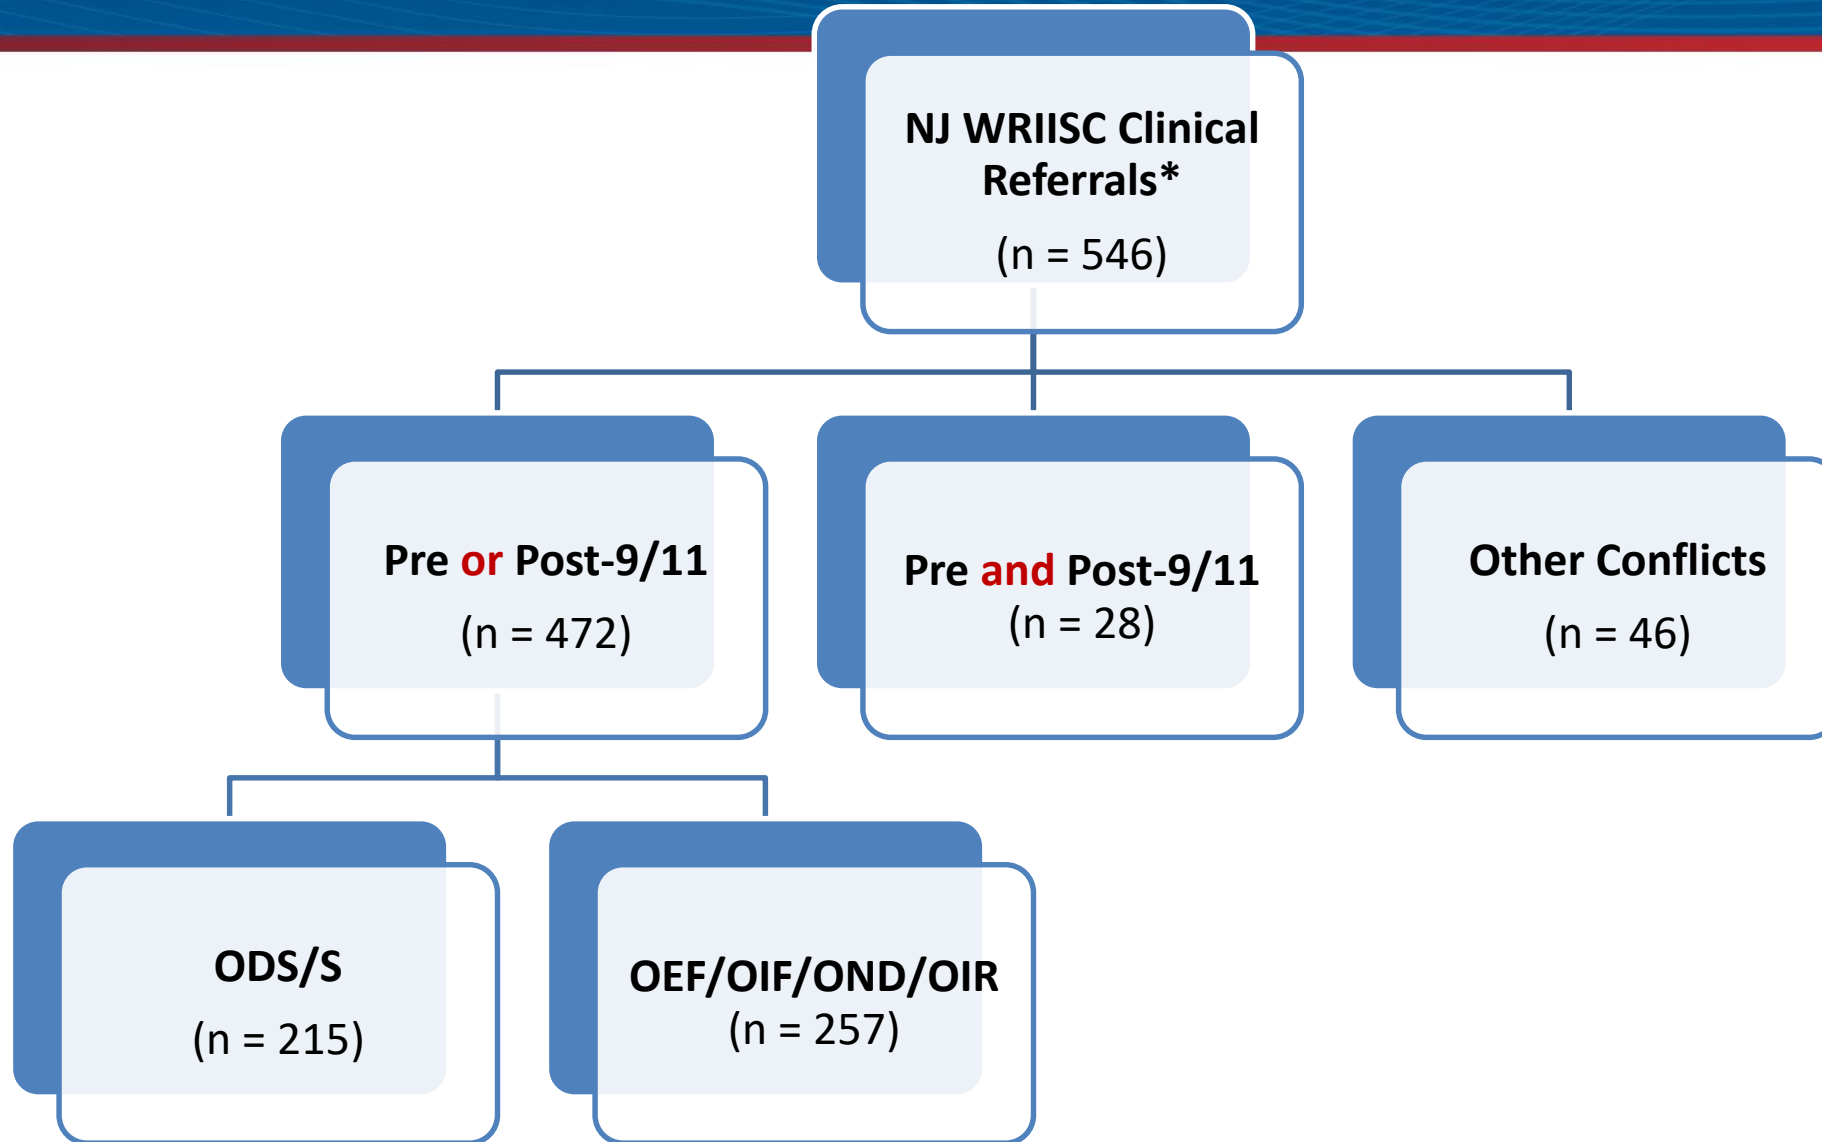 NJ WRIISC Clinical
Referrals*
(n = 546)
Pre or Post-9/11
(n = 472)
Pre and Post-9/11
(n = 28)
Other Conflicts
(n = 46)
ODS/S
(n = 215)
OEF/OIF/OND/OIR
(n = 257)